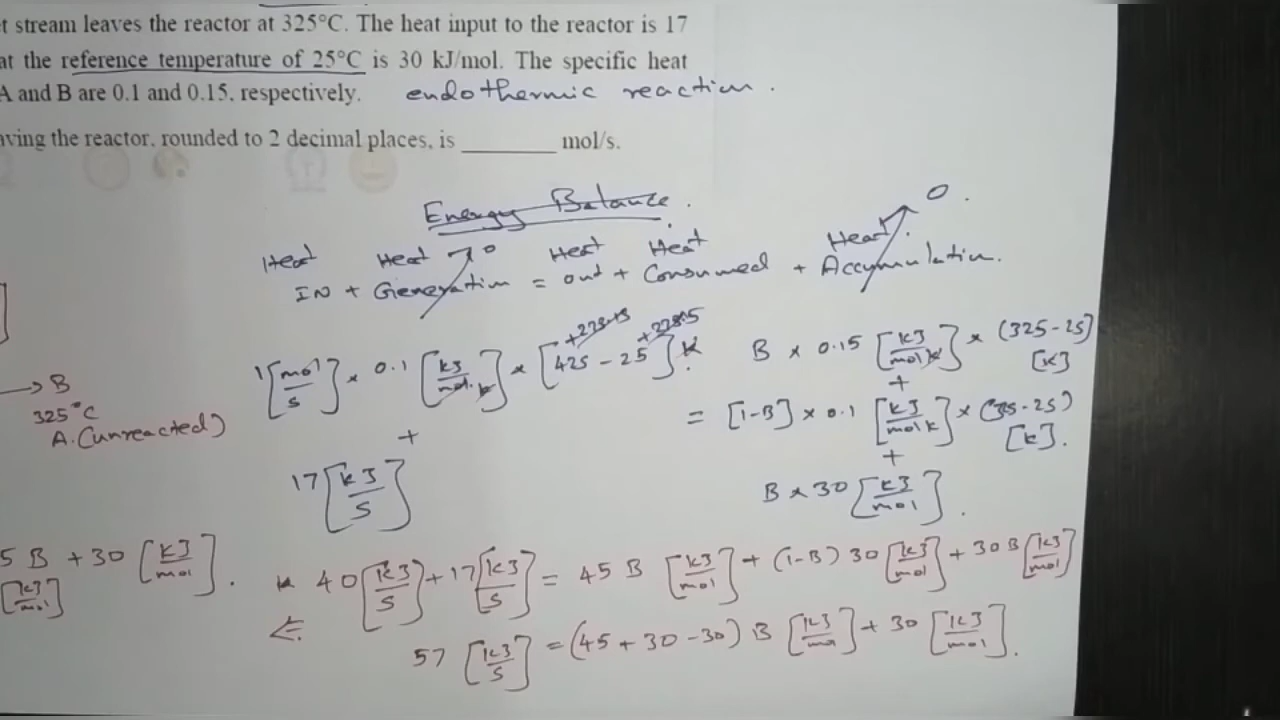 t stream leaves the reactor at 325°C. The heat input to the reactor is 17
at the reference temperature of 25°C is 30 kJ/mol. The specific heat
A and B are 0.1 and 0.15, respectively. endothermic reaction.
aving the reactor, rounded to 2 decimal places, is ________ mol/s.
Energy Balance.
Heat Heat 0 Heat Heat Heat 0.
IN + Generation = out + Consumed + Accumulation.
1 [mol/s] × 0.1 [kJ/mol.k] × [425 - 25] k.
+
17 [kJ/s]
B × 0.15 [kJ/mol k] × (325-25) [k]
+
= [1-B] × 0.1 [kJ/mol k] × (35-25) [k].
+
B × 30 [kJ/mol].
→ B
325°C
A. (unreacted)
40 [kJ/s] + 17 [kJ/s] = 45 B [kJ/mol] + (1-B) 30 [kJ/mol] + 30 B [kJ/mol]
57 [kJ/s] = (45 + 30 - 30) B [kJ/mo] + 30 [kJ/mol].
5 B + 30 [kJ/mol].
[kJ/mol]